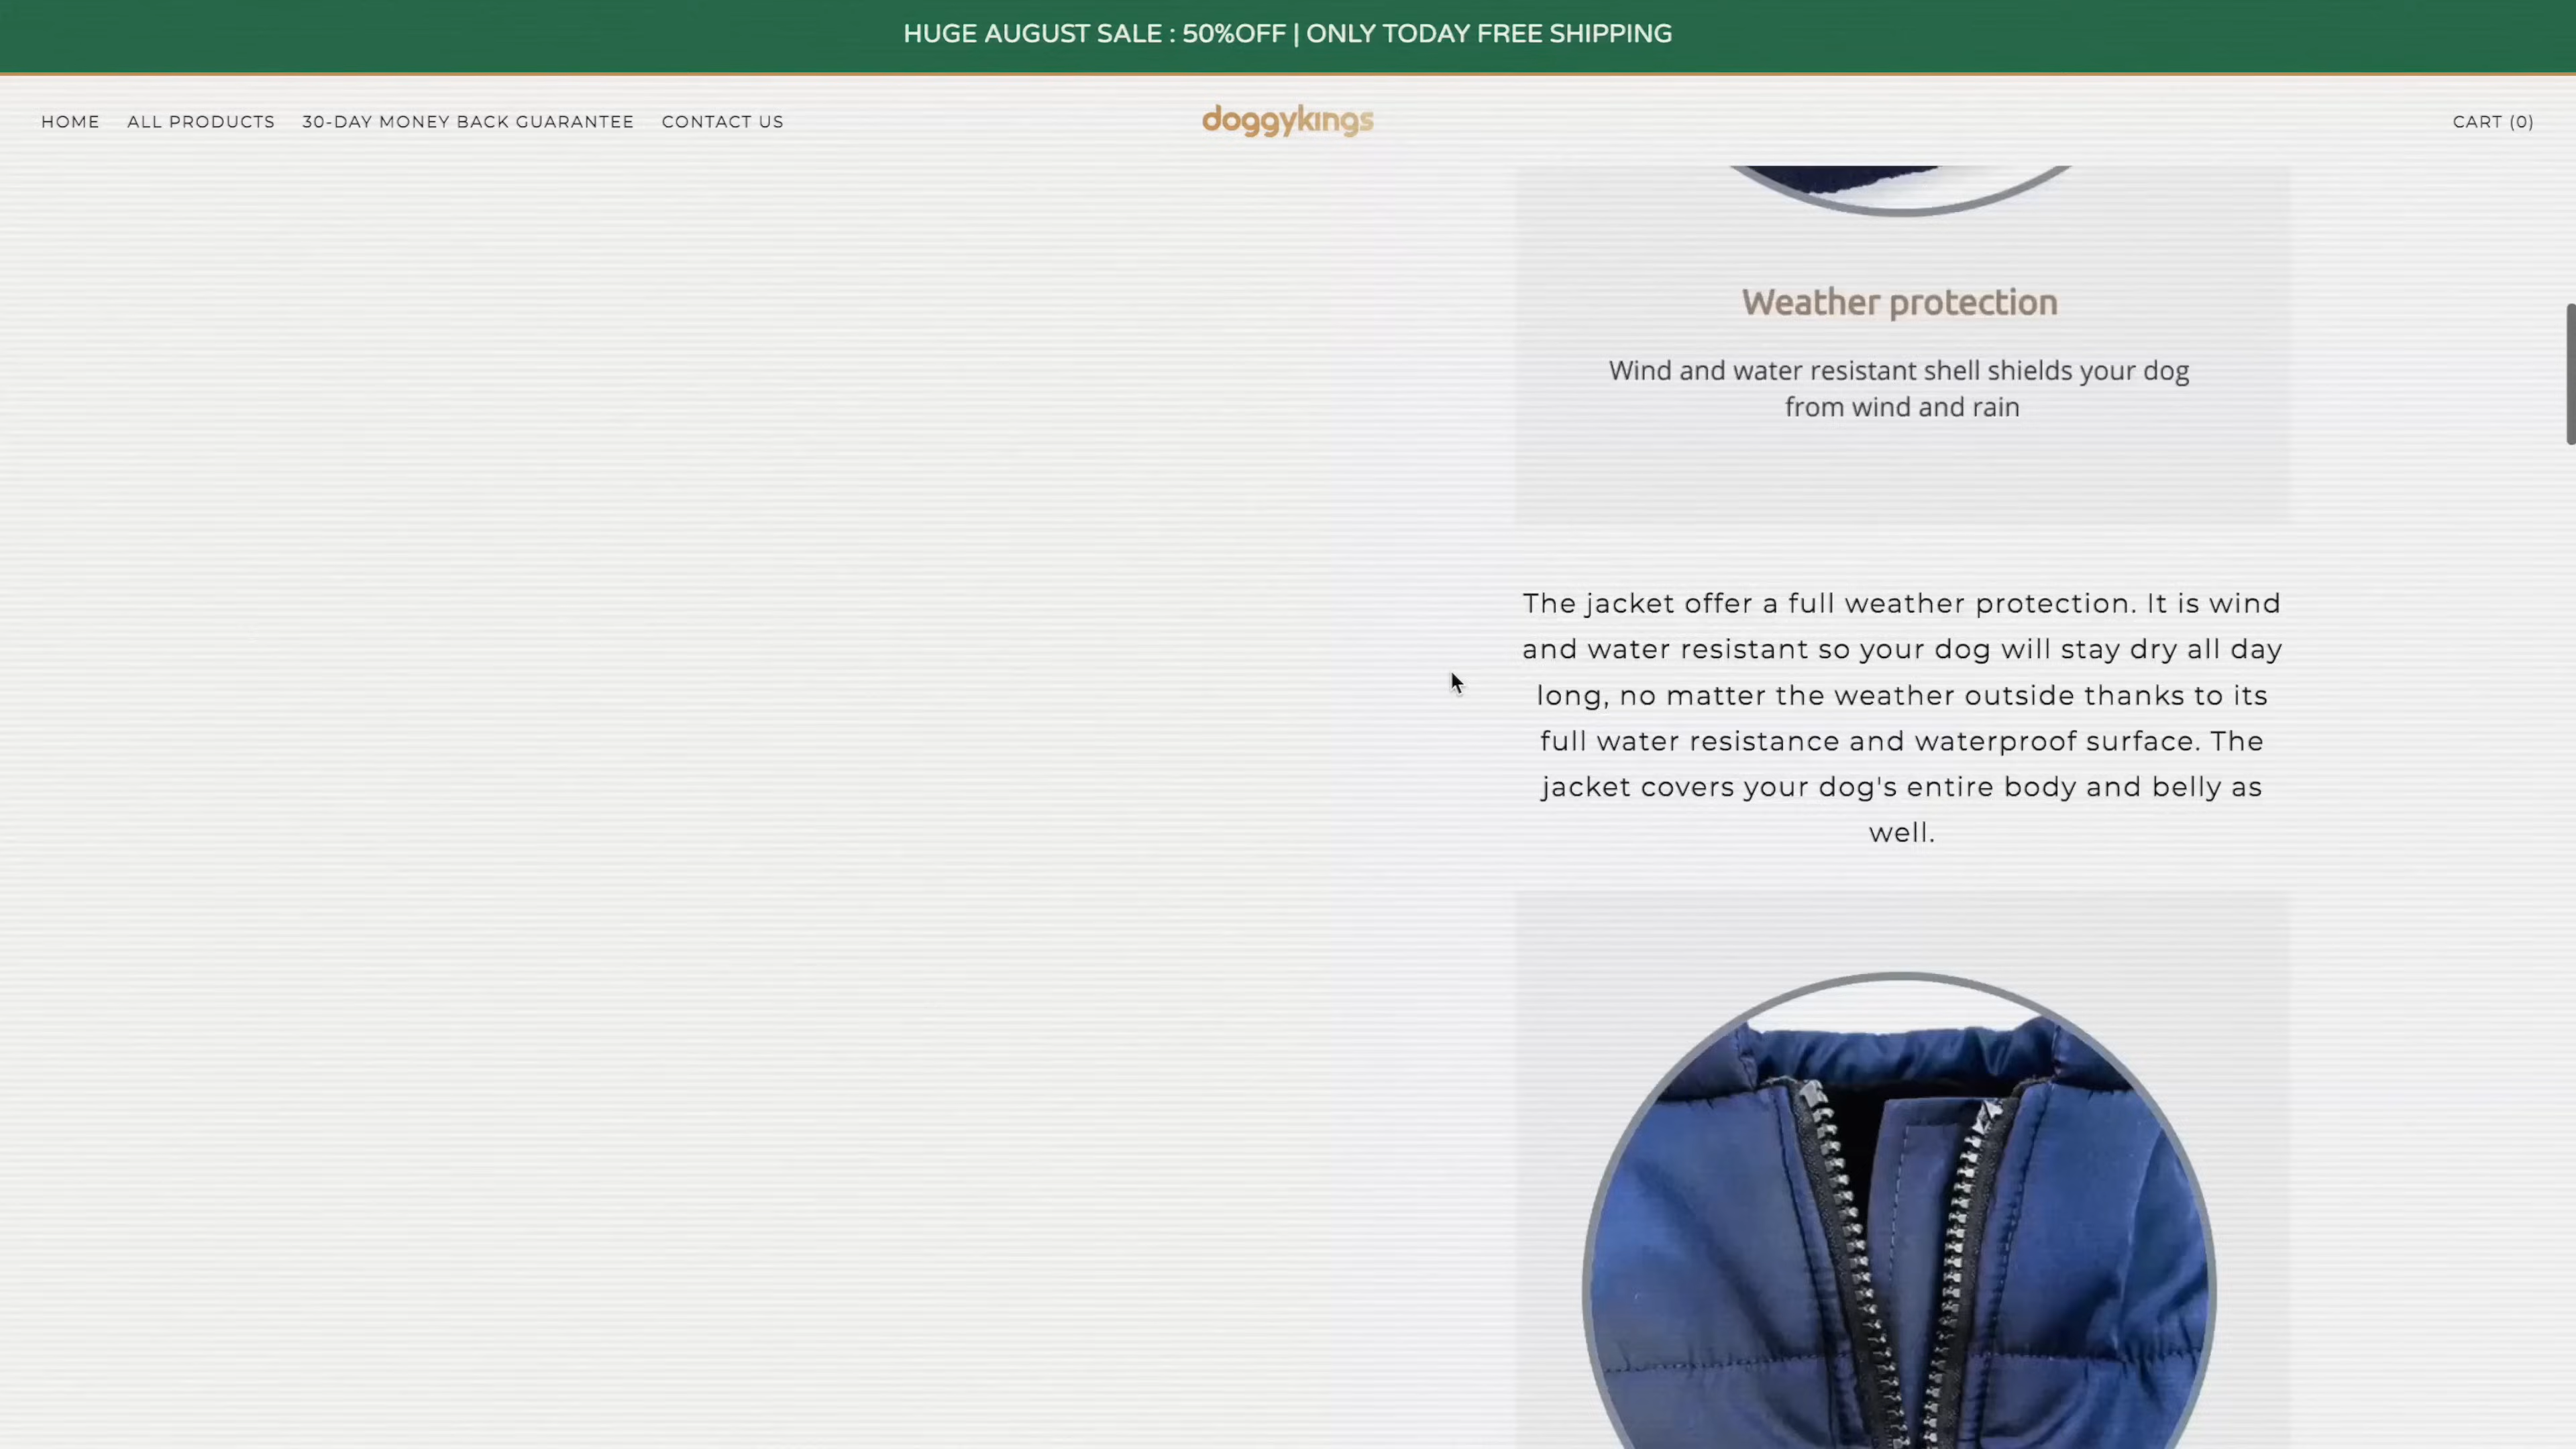 HUGE AUGUST SALE : 50%OFF | ONLY TODAY FREE SHIPPING
HOME ALL PRODUCTS 30-DAY MONEY BACK GUARANTEE CONTACT US doggykings CART (0)
Weather protection
Wind and water resistant shell shields your dog
from wind and rain
The jacket offer a full weather protection. It is wind
and water resistant so your dog will stay dry all day
long, no matter the weather outside thanks to its
full water resistance and waterproof surface. The
jacket covers your dog's entire body and belly as
well.